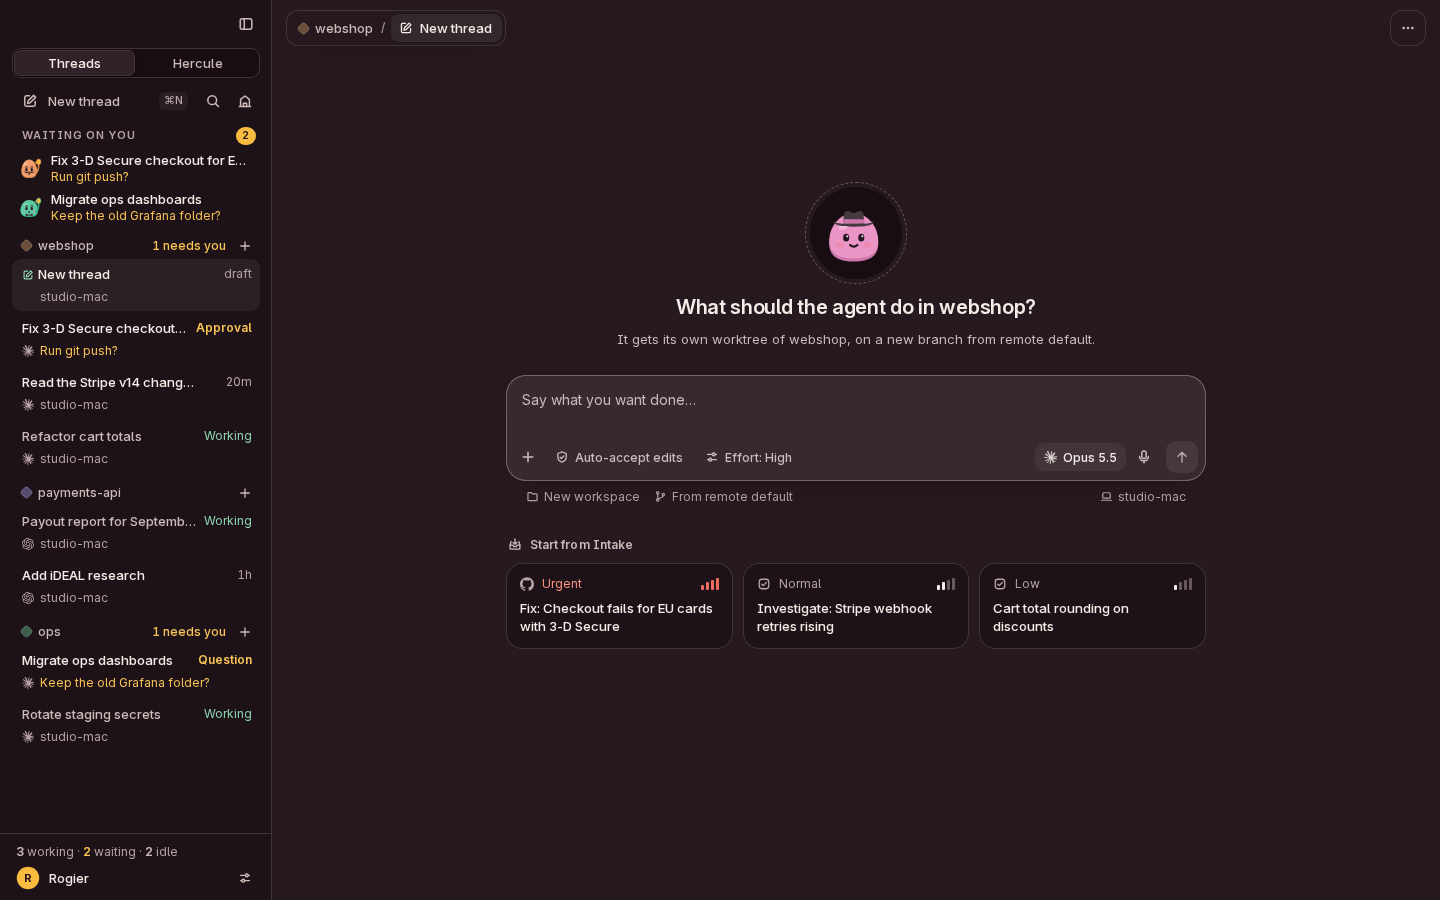 webshop / New thread
Threads
Hercule
New thread ⌘N
WAITING ON YOU 2
Fix 3-D Secure checkout for E…
Run git push?
Migrate ops dashboards
Keep the old Grafana folder?
webshop 1 needs you
New thread draft
studio-mac
Fix 3-D Secure checkout… Approval
Run git push?
Read the Stripe v14 chang… 20m
studio-mac
Refactor cart totals Working
studio-mac
payments-api
Payout report for Septemb… Working
studio-mac
Add iDEAL research 1h
studio-mac
ops 1 needs you
Migrate ops dashboards Question
Keep the old Grafana folder?
Rotate staging secrets Working
studio-mac
3 working · 2 waiting · 2 idle
R Rogier
What should the agent do in webshop?
It gets its own worktree of webshop, on a new branch from remote default.
Say what you want done…
Auto-accept edits Effort: High Opus 5.5
New workspace From remote default studio-mac
Start from Intake
Urgent
Fix: Checkout fails for EU cards
with 3-D Secure
Normal
Investigate: Stripe webhook
retries rising
Low
Cart total rounding on
discounts